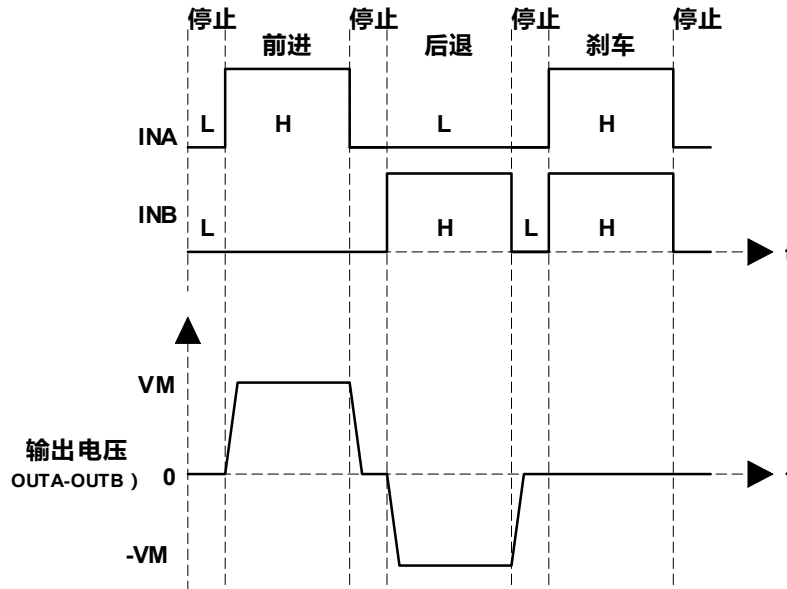 停止 停止 停止 停止
前进 后退 刹车
INA L H L H
INB L H L H
VM
输出电压
OUTA-OUTB ） 0
-VM